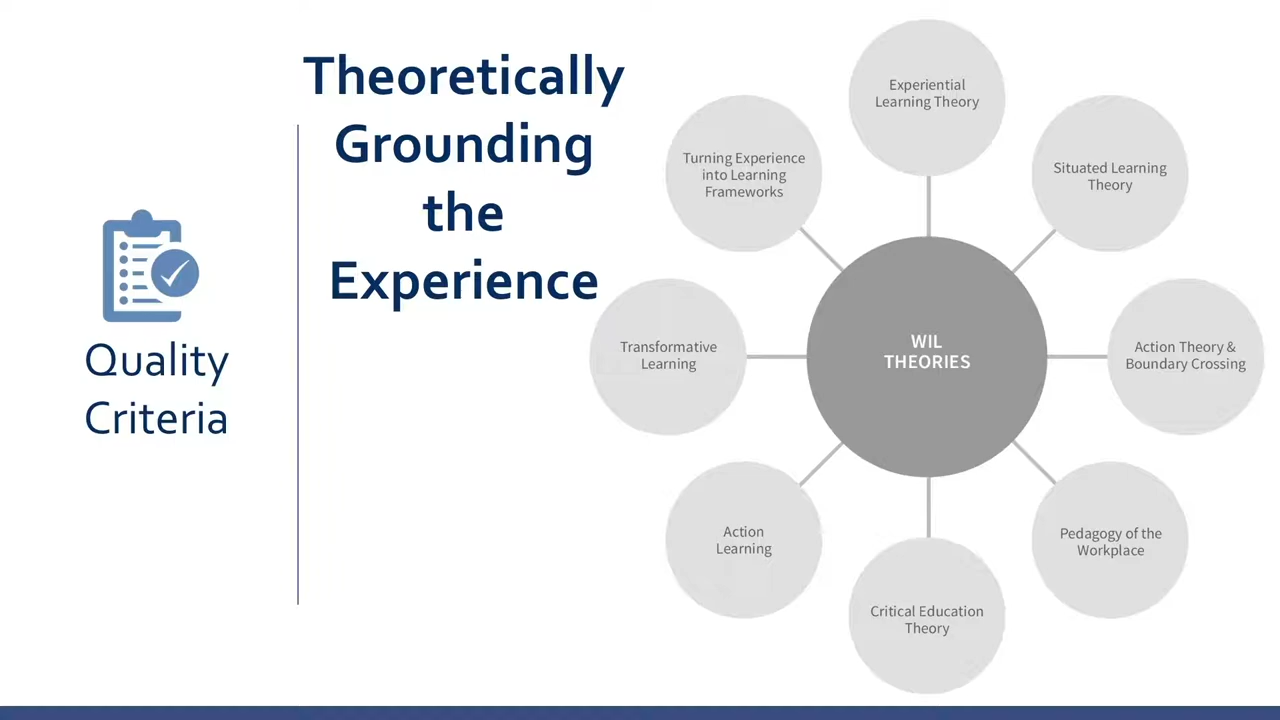 Theoretically
Grounding
the
Experience
Quality
Criteria
WIL
THEORIES
Experiential
Learning Theory
Situated Learning
Theory
Action Theory &
Boundary Crossing
Pedagogy of the
Workplace
Critical Education
Theory
Action
Learning
Transformative
Learning
Turning Experience
into Learning
Frameworks